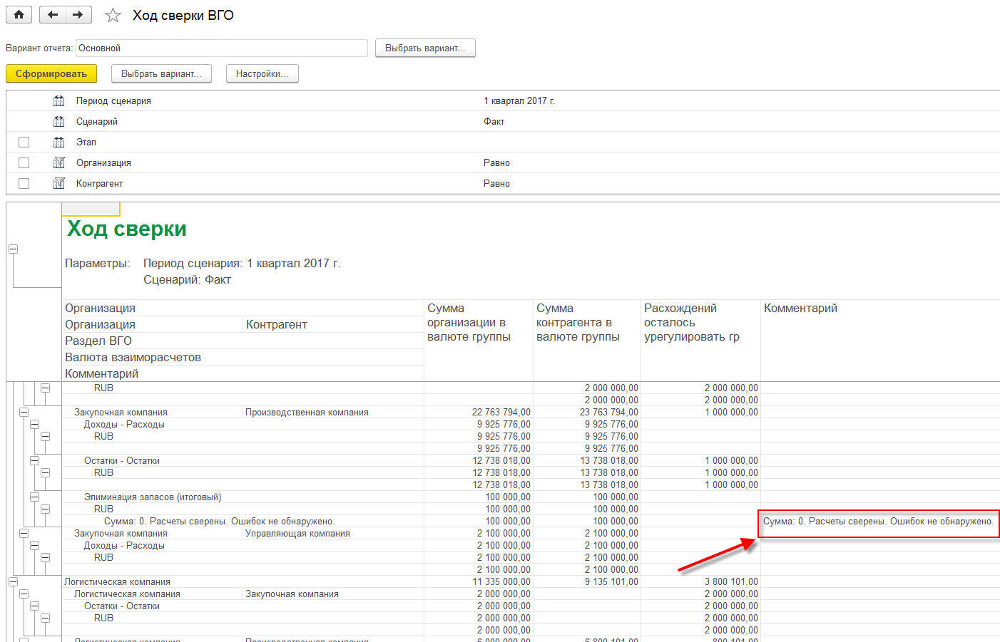 Ход сверки ВГО
Вариант отчета: Основной Выбрать вариант...
Сформировать Выбрать вариант... Настройки...
Период сценария 1 квартал 2017 г.
Сценарий Факт
Этап
Организация Равно
Контрагент Равно
Ход сверки
Параметры: Период сценария: 1 квартал 2017 г.
Сценарий: Факт
Организация Сумма Сумма Расхождений Комментарий
Организация Контрагент организации в контрагента в осталось
Раздел ВГО валюте группы валюте группы урегулировать гр
Валюта взаиморасчетов
Комментарий
RUB 2 000 000,00 2 000 000,00
2 000 000,00 2 000 000,00
Закупочная компания Производственная компания 22 763 794,00 23 763 794,00 1 000 000,00
Доходы - Расходы 9 925 776,00 9 925 776,00
RUB 9 925 776,00 9 925 776,00
9 925 776,00 9 925 776,00
Остатки - Остатки 12 738 018,00 13 738 018,00 1 000 000,00
RUB 12 738 018,00 13 738 018,00 1 000 000,00
12 738 018,00 13 738 018,00 1 000 000,00
Элиминация запасов (итоговый) 100 000,00 100 000,00
RUB 100 000,00 100 000,00
Сумма: 0. Расчеты сверены. Ошибок не обнаружено. 100 000,00 100 000,00 Сумма: 0. Расчеты сверены. Ошибок не обнаружено.
Закупочная компания Управляющая компания 2 100 000,00 2 100 000,00
Доходы - Расходы 2 100 000,00 2 100 000,00
RUB 2 100 000,00 2 100 000,00
2 100 000,00 2 100 000,00
Логистическая компания 11 335 000,00 9 135 101,00 3 800 101,00
Логистическая компания Закупочная компания 2 000 000,00 2 000 000,00
Остатки - Остатки 2 000 000,00 2 000 000,00
RUB 2 000 000,00 2 000 000,00
2 000 000,00 2 000 000,00
Логистическая компания Производственная компания